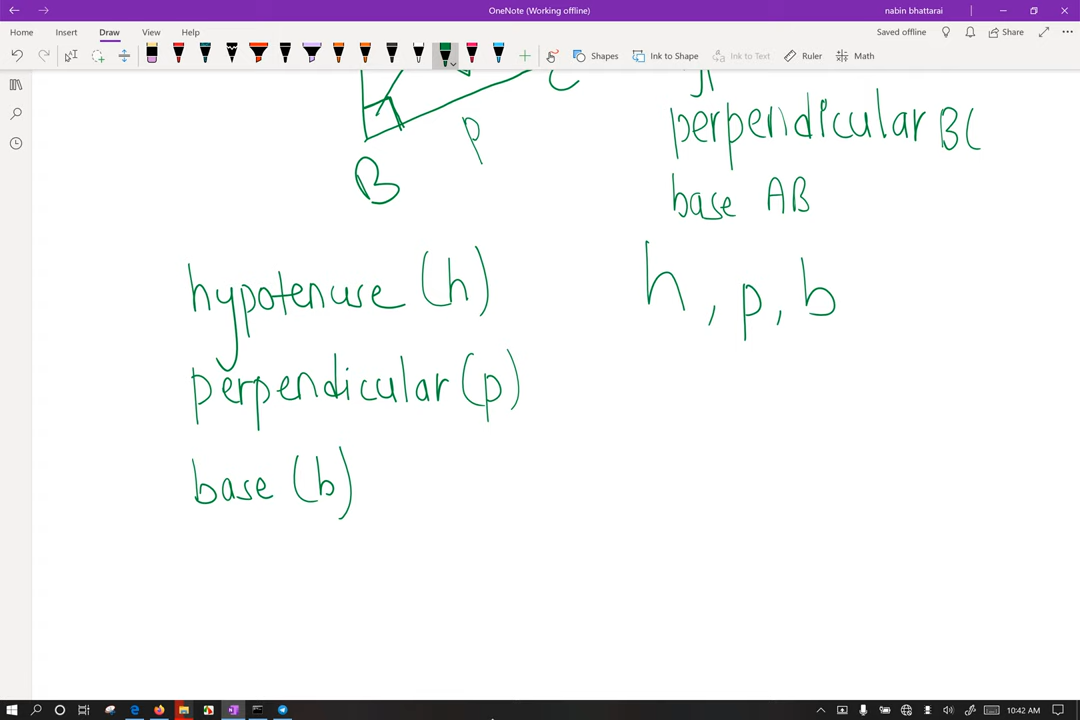 OneNote (Working offline)
nabin bhattarai
Home Insert Draw View Help
Saved offline
Share
Shapes
Ink to Shape
Ink to Text
Ruler
Math
C
p
B
perpendicular BC
base AB
hypotenuse (h)
h, p, b
perpendicular (p)
base (b)
10:42 AM